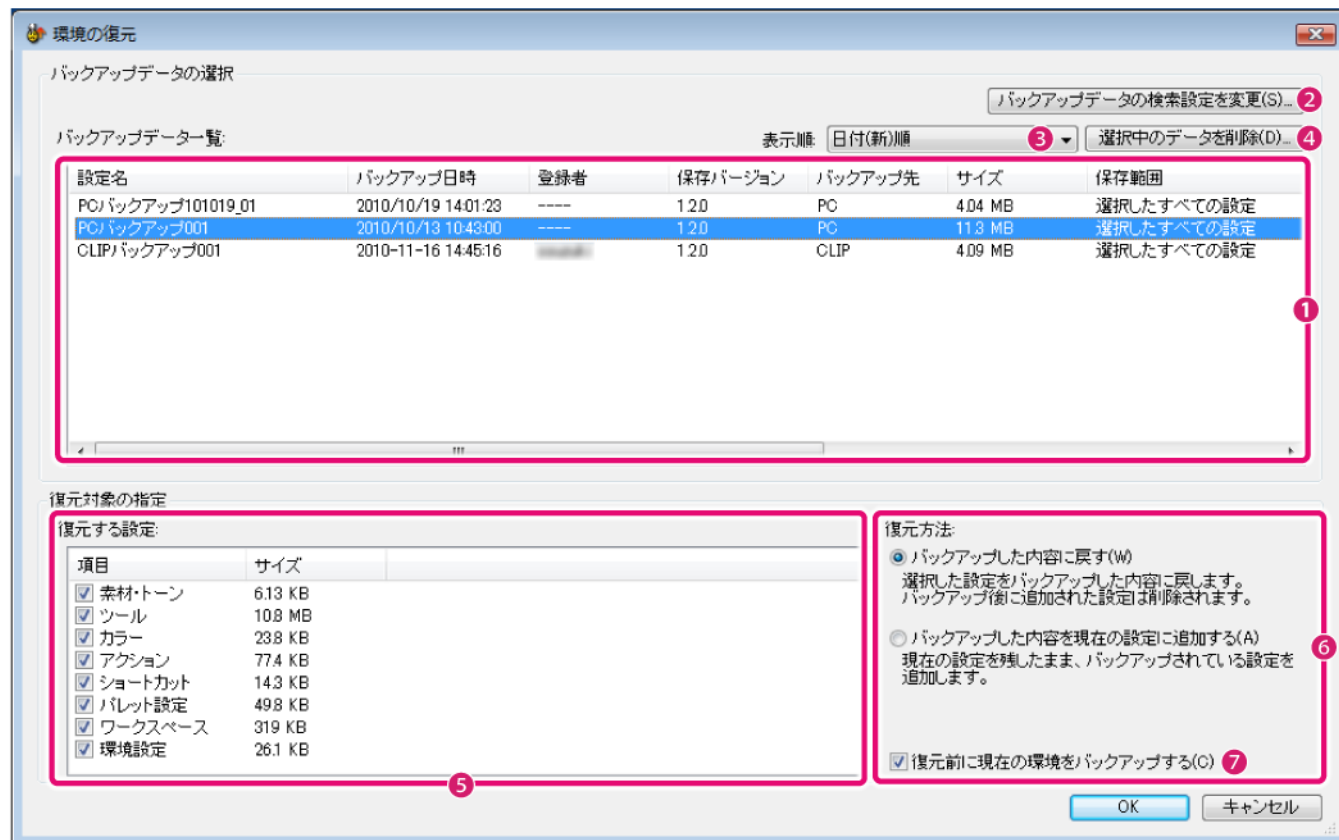 環境の復元
バックアップデータの選択
バックアップデータの検索設定を変更(S)... ❷
バックアップデータ一覧: 表示順: 日付(新)順 ❸ 選択中のデータを削除(D)... ❹
設定名 バックアップ日時 登録者 保存バージョン バックアップ先 サイズ 保存範囲
PCバックアップ101019_01 2010/10/19 14:01:23 ---- 1.2.0 PC 4.04 MB 選択したすべての設定
PCバックアップ001 2010/10/13 10:43:00 ---- 1.2.0 PC 11.3 MB 選択したすべての設定
CLIPバックアップ001 2010-11-16 14:45:16 1.2.0 CLIP 4.09 MB 選択したすべての設定
❶
復元対象の指定
復元する設定:
項目 サイズ
素材・トーン 6.13 KB
ツール 10.8 MB
カラー 23.8 KB
アクション 77.4 KB
ショートカット 14.3 KB
パレット設定 49.8 KB
ワークスペース 319 KB
環境設定 26.1 KB
❺
復元方法:
バックアップした内容に戻す(W)
選択した設定をバックアップした内容に戻します。
バックアップ後に追加された設定は削除されます。
バックアップした内容を現在の設定に追加する(A)
現在の設定を残したまま、バックアップされている設定を
追加します。
❻
復元前に現在の環境をバックアップする(C) ❼
OK キャンセル